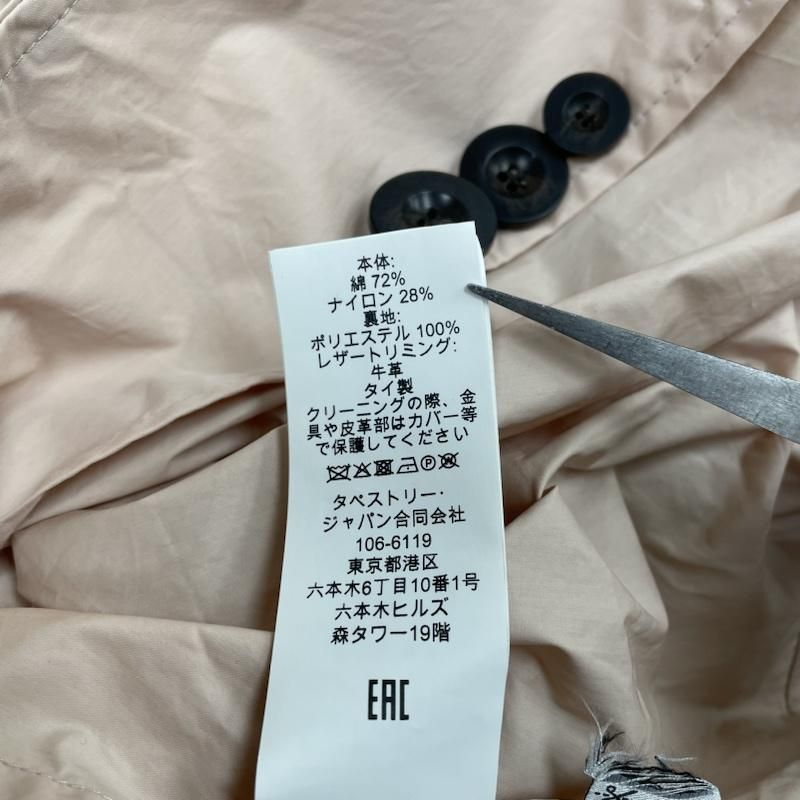 本体:
綿 72%
ナイロン 28%
裏地:
ポリエステル 100%
レザートリミング:
牛革
タイ製
クリーニングの際、金
具や皮革部はカバー等
で保護してください
タペストリー・
ジャパン合同会社
106-6119
東京都港区
六本木6丁目10番1号
六本木ヒルズ
森タワー19階
EAC